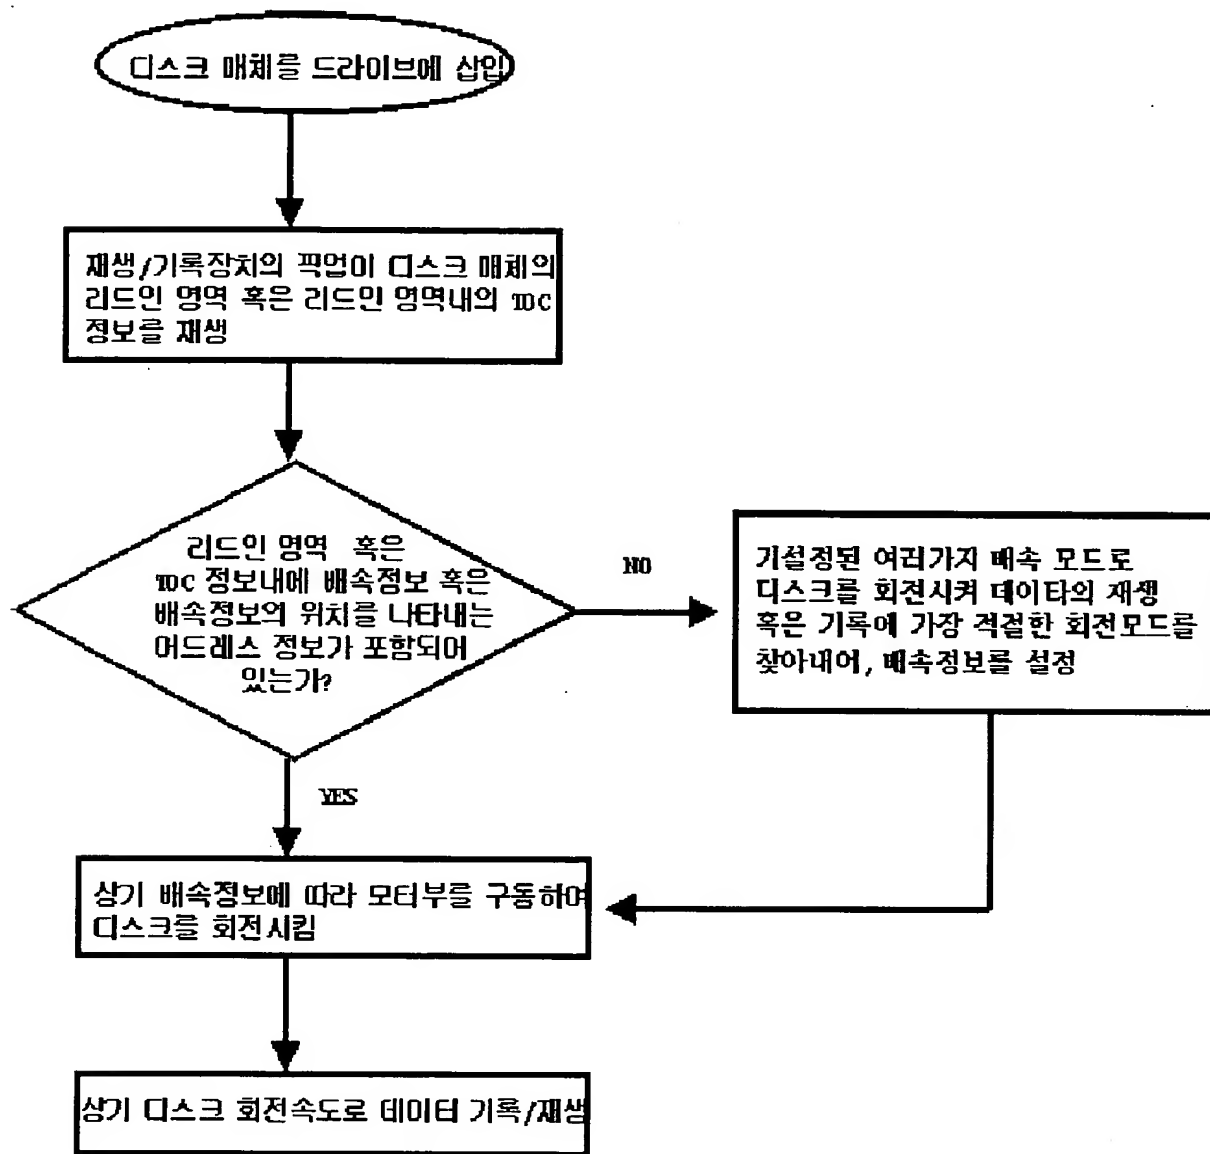 디스크 매체를 드라이브에 삽입
재생/기록장치의 픽업이 디스크 매체의
리드인 영역 혹은 리드인 영역내의 TOC
정보를 재생
리드인 영역 혹은
TOC 정보내에 배속정보 혹은
배속정보의 위치를 나타내는
어드레스 정보가 포함되어
있는가?
NO
기설정된 여러가지 배속 모드로
디스크를 회전시켜 데이타의 재생
혹은 기록에 가장 적절한 회전모드를
찾아내어, 배속정보를 설정
YES
상기 배속정보에 따라 모터부를 구동하여
디스크를 회전시킴
상기 디스크 회전속도로 데이터 기록/재생